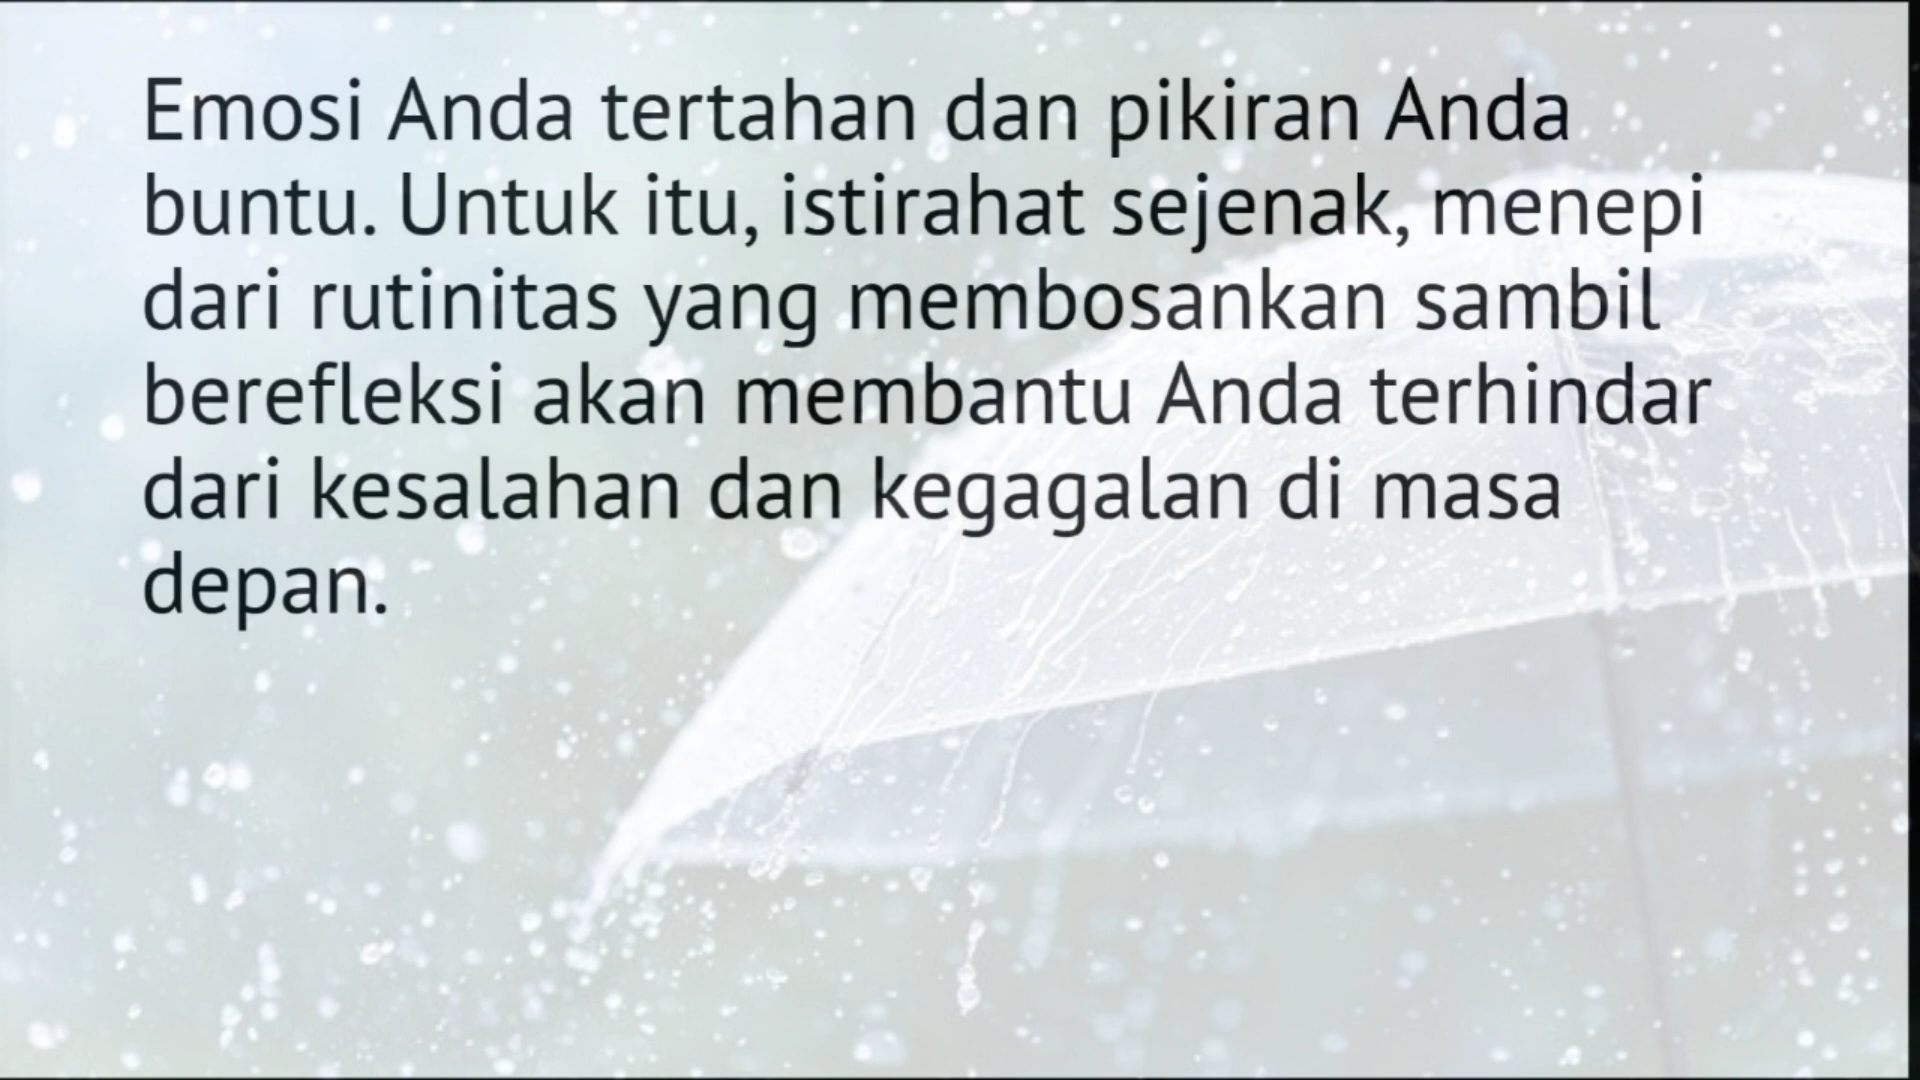 Emosi Anda tertahan dan pikiran Anda
buntu. Untuk itu, istirahat sejenak, menepi
dari rutinitas yang membosankan sambil
berefleksi akan membantu Anda terhindar
dari kesalahan dan kegagalan di masa
depan.